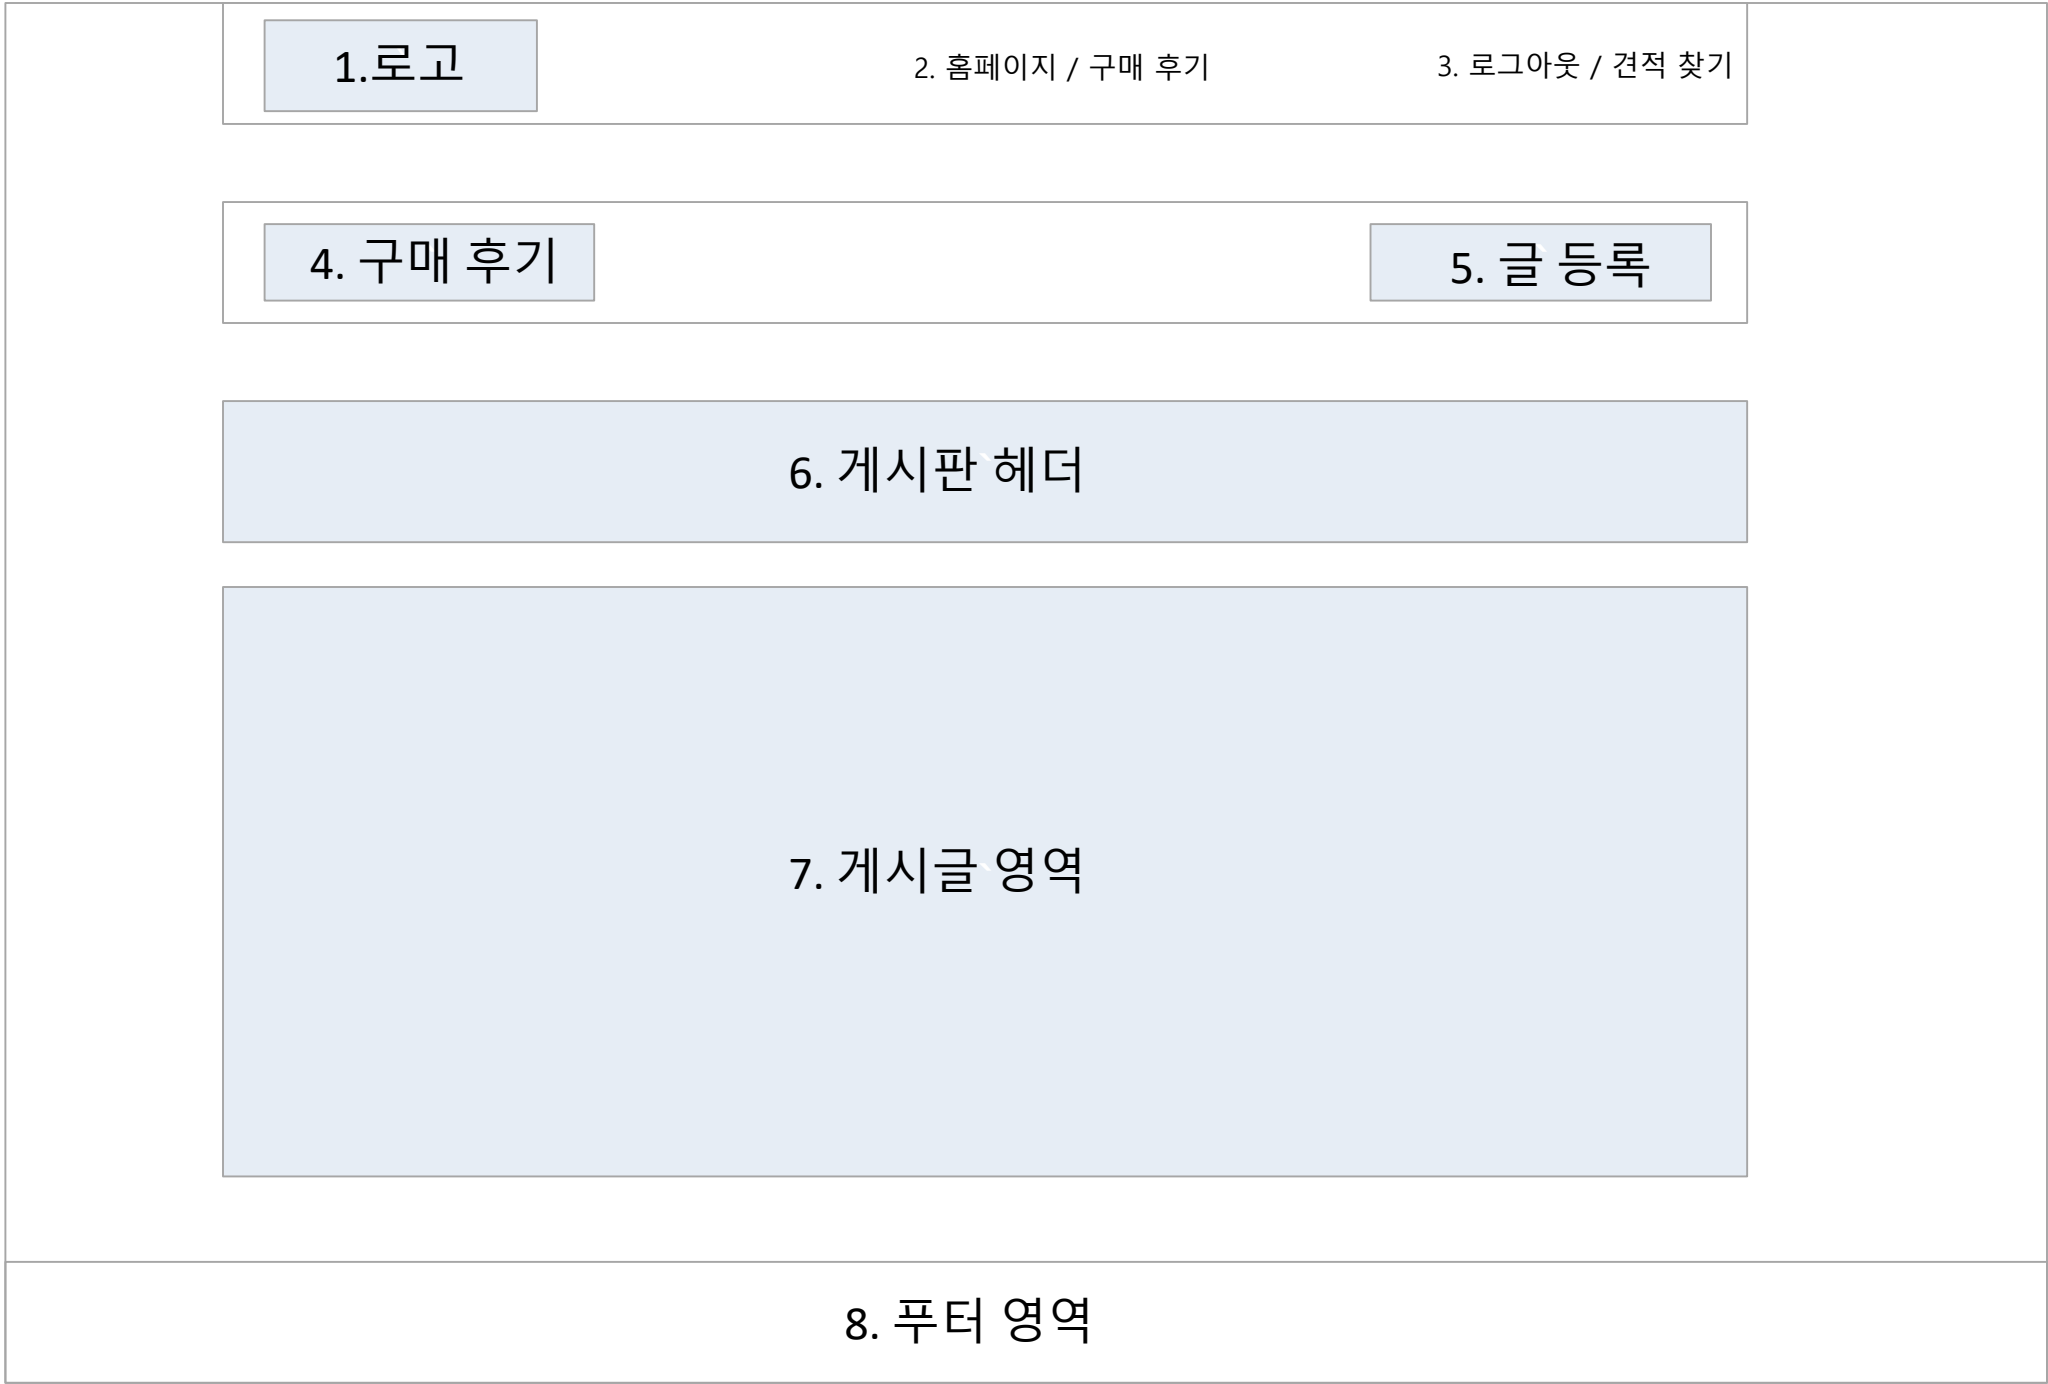 1.로고
2. 홈페이지 / 구매 후기
3. 로그아웃 / 견적 찾기
4. 구매 후기
5. 글` 등록
6. 게시판`헤더
7. 게시글`영역
8. 푸터 영역